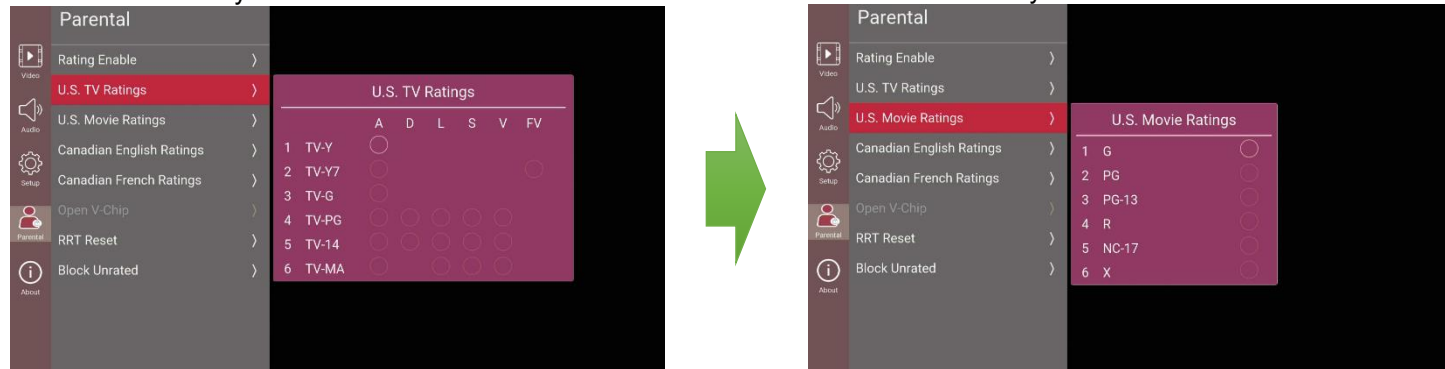 Parental
Video
Audio
Setup
Parental
About
Rating Enable
U.S. TV Ratings
U.S. Movie Ratings
Canadian English Ratings
Canadian French Ratings
Open V-Chip
RRT Reset
Block Unrated
U.S. TV Ratings
A D L S V FV
1 TV-Y
2 TV-Y7
3 TV-G
4 TV-PG
5 TV-14
6 TV-MA
Parental
Video
Audio
Setup
Parental
About
Rating Enable
U.S. TV Ratings
U.S. Movie Ratings
Canadian English Ratings
Canadian French Ratings
Open V-Chip
RRT Reset
Block Unrated
U.S. Movie Ratings
1 G
2 PG
3 PG-13
4 R
5 NC-17
6 X